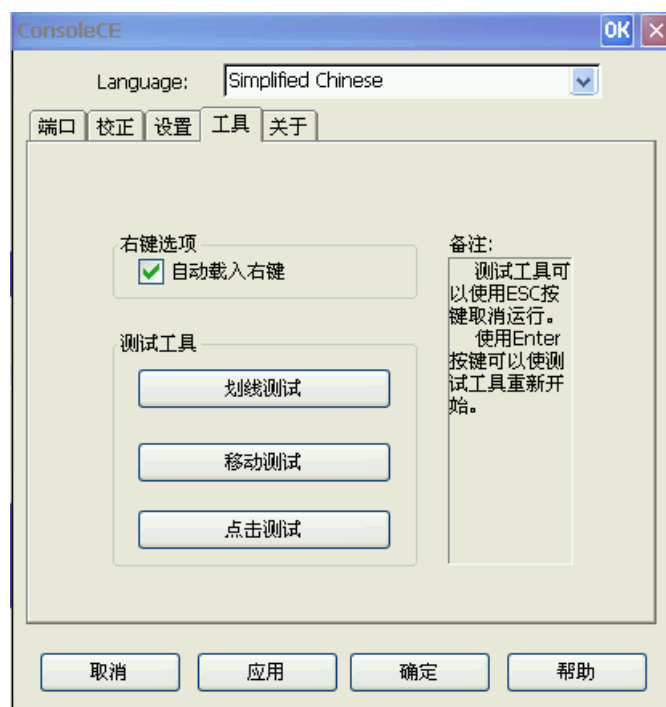 ConsoleCE OK
Language: Simplified Chinese
端口 校正 设置 工具 关于
右键选项
自动载入右键
测试工具
划线测试
移动测试
点击测试
备注:
测试工具可
以使用ESC按
键取消运行。
使用Enter
按键可以使测
试工具重新开
始。
取消 应用 确定 帮助